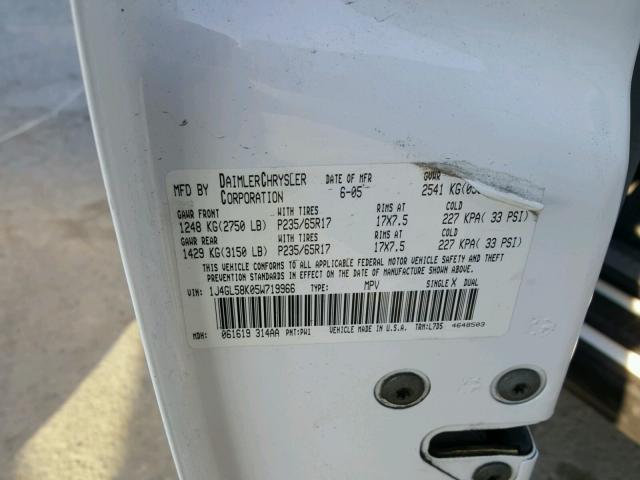 MFD BY DAIMLERCHRYSLER CORPORATION DATE OF MFR 6-05 GVWR 2541 KG
GAWR FRONT WITH TIRES RIMS AT COLD
1248 KG(2750 LB) P235/65R17 17X7.5 227 KPA( 33 PSI)
GAWR REAR WITH TIRES RIMS AT COLD
1429 KG(3150 LB) P235/65R17 17X7.5 227 KPA( 33 PSI)
THIS VEHICLE CONFORMS TO ALL APPLICABLE FEDERAL MOTOR VEHICLE SAFETY AND THEFT
PREVENTION STANDARDS IN EFFECT ON THE DATE OF MANUFACTURE SHOWN ABOVE.
VIN: 1J4GL58K05W719966 TYPE: MPV SINGLE X DUAL
MDH: 061619 314AA PNT:PW1 VEHICLE MADE IN U.S.A. TRM:L7D5 4648503